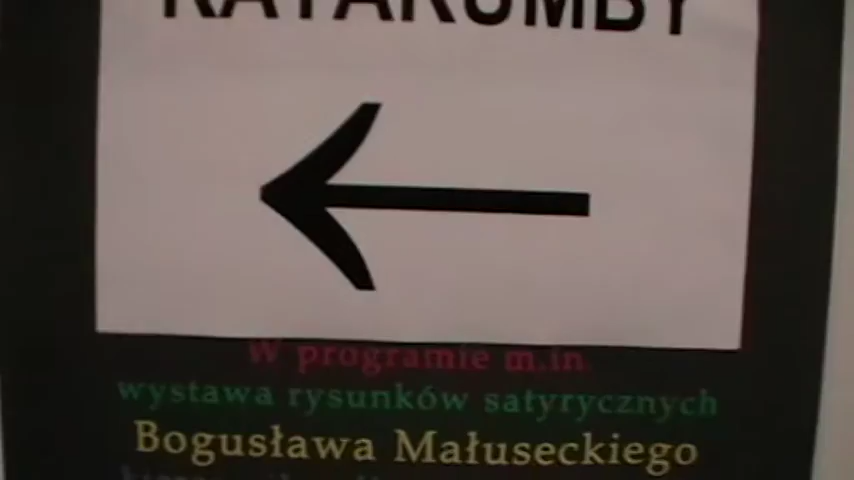 KATAKUMBY
W programie m.in.
wystawa rysunków satyrycznych
Bogusława Małuseckiego